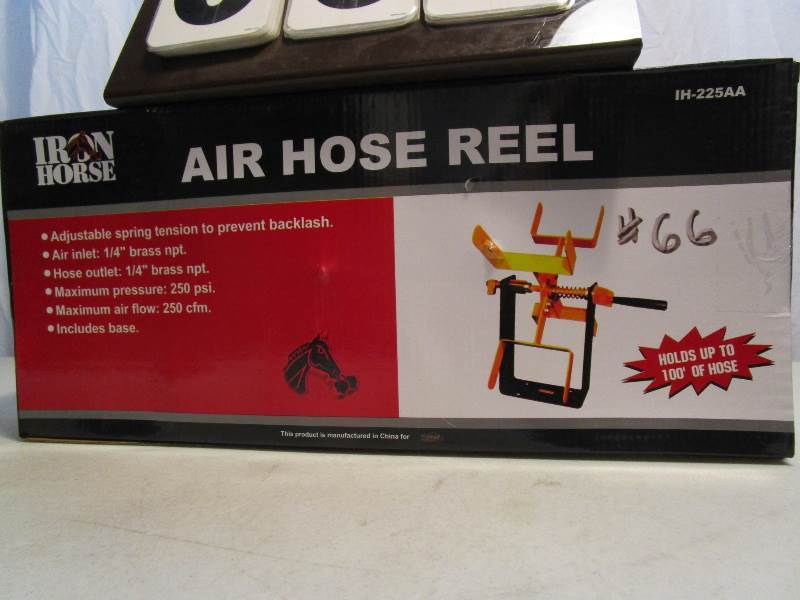 IH-225AA
IRON
HORSE
AIR HOSE REEL
• Adjustable spring tension to prevent backlash.
• Air inlet: 1/4" brass npt.
• Hose outlet: 1/4" brass npt.
• Maximum pressure: 250 psi.
• Maximum air flow: 250 cfm.
• Includes base.
#66
HOLDS UP TO
100' OF HOSE
This product is manufactured in China for